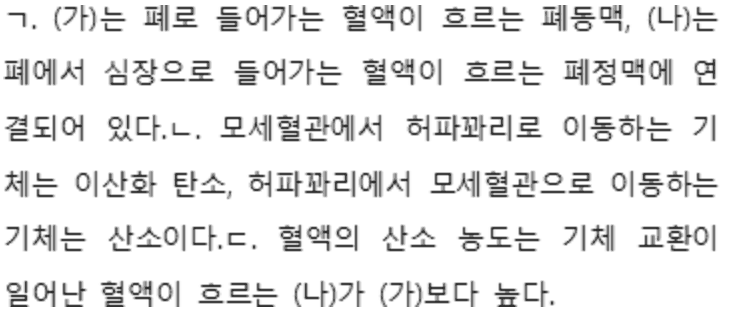 ㄱ. (가)는 폐로 들어가는 혈액이 흐르는 폐동맥, (나)는
폐에서 심장으로 들어가는 혈액이 흐르는 폐정맥에 연
결되어 있다.ㄴ. 모세혈관에서 허파꽈리로 이동하는 기
체는 이산화 탄소, 허파꽈리에서 모세혈관으로 이동하는
기체는 산소이다.ㄷ. 혈액의 산소 농도는 기체 교환이
일어난 혈액이 흐르는 (나)가 (가)보다 높다.